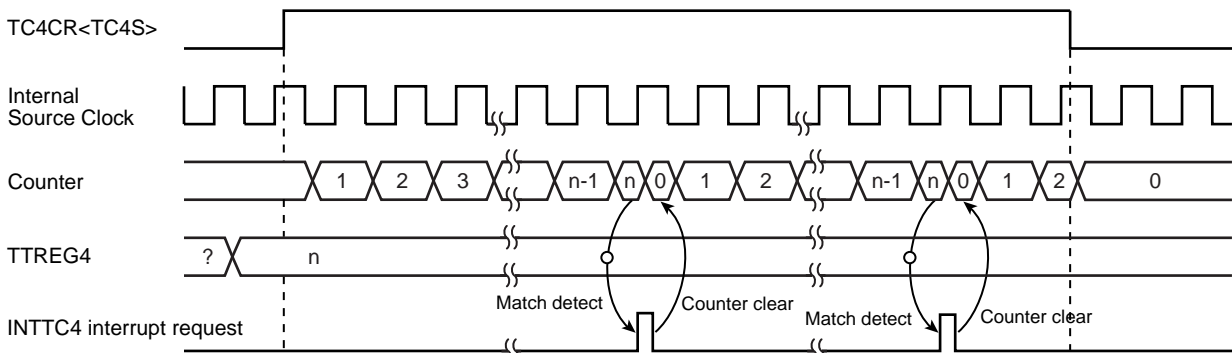 TC4CR<TC4S>
Internal
Source Clock
Counter 1 2 3 n-1 n 0 1 2 n-1 n 0 1 2 0
TTREG4 ? n
Match detect Counter clear Match detect Counter clear
INTTC4 interrupt request